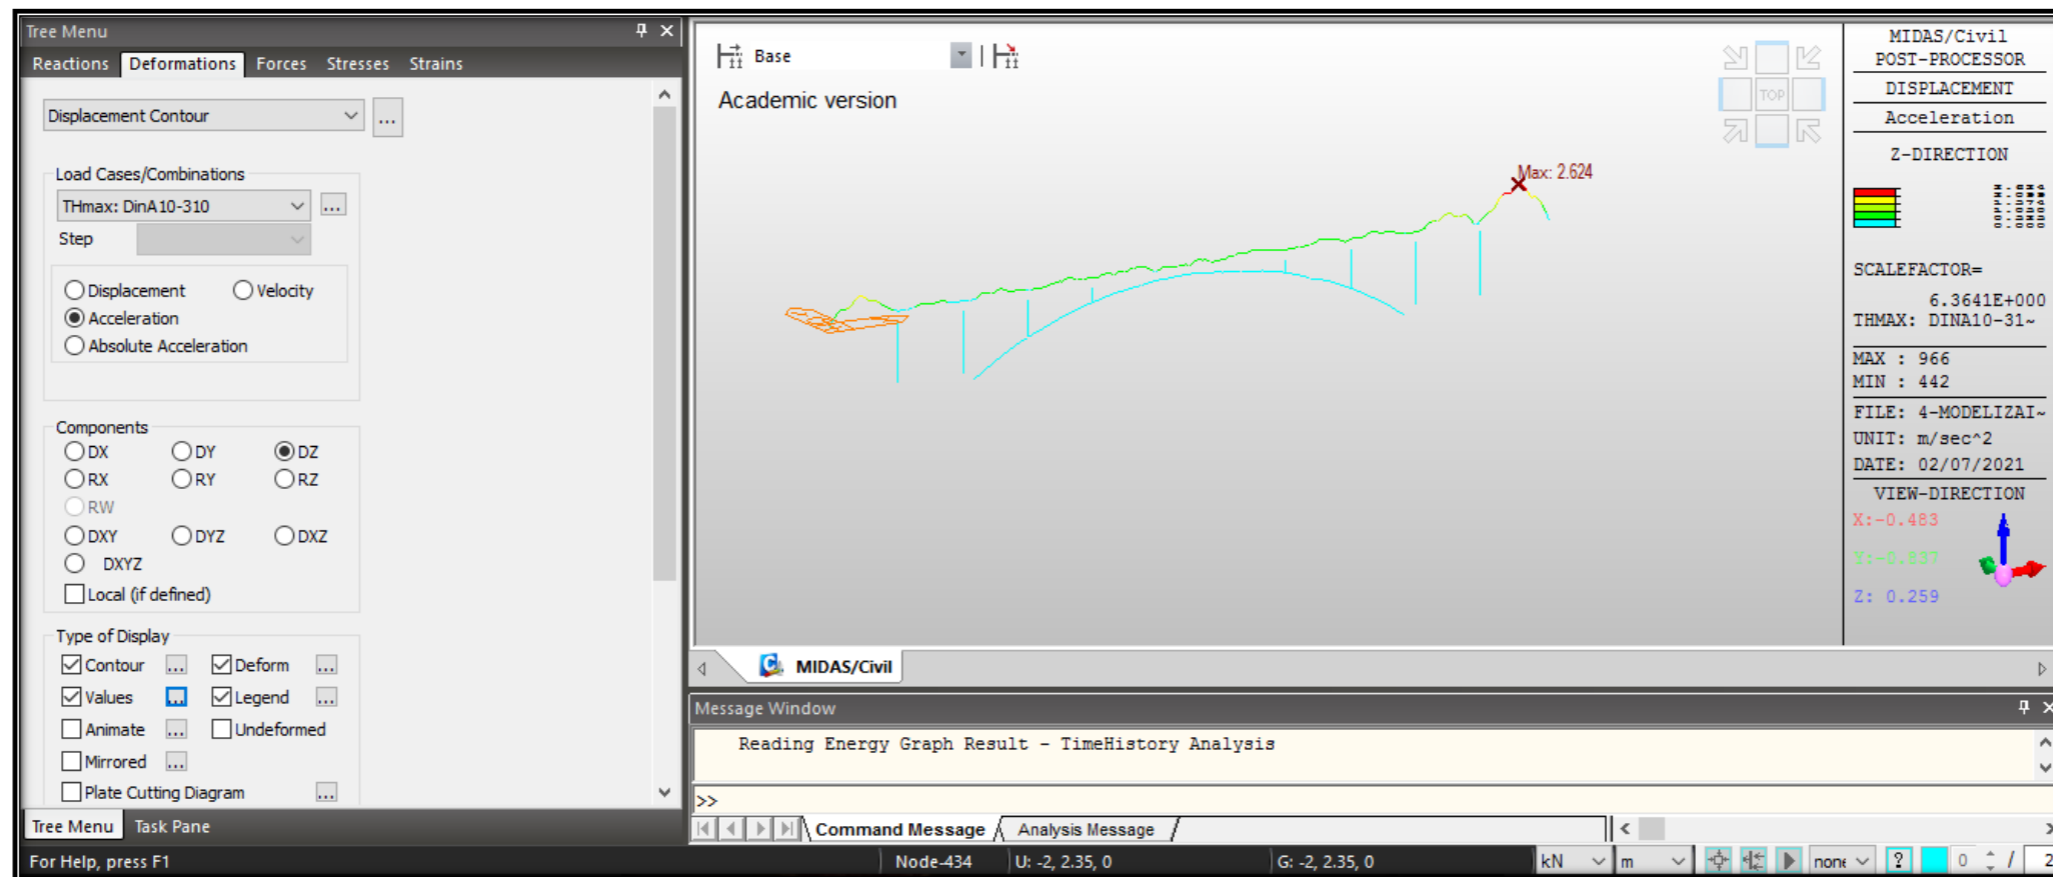 Tree Menu
Reactions Deformations Forces Stresses Strains
Displacement Contour ...
Load Cases/Combinations
THmax: DinA10-310 ...
Step
Displacement Velocity
Acceleration
Absolute Acceleration
Components
DX DY DZ
RX RY RZ
RW
DXY DYZ DXZ
DXYZ
Local (if defined)
Type of Display
Contour ... Deform ...
Values ... Legend ...
Animate ... Undeformed
Mirrored ...
Plate Cutting Diagram ...
Tree Menu Task Pane
Base
Academic version
TOP
Max: 2.624
MIDAS/Civil
POST-PROCESSOR
DISPLACEMENT
Acceleration
Z-DIRECTION
SCALEFACTOR=
6.3641E+000
THMAX: DINA10-31~
MAX : 966
MIN : 442
FILE: 4-MODELIZAI~
UNIT: m/sec^2
DATE: 02/07/2021
VIEW-DIRECTION
X:-0.483
Y:-0.837
Z: 0.259
MIDAS/Civil
Message Window
Reading Energy Graph Result - TimeHistory Analysis
>>
Command Message Analysis Message
For Help, press F1 Node-434 U: -2, 2.35, 0 G: -2, 2.35, 0 kN m none ? 0 / 2